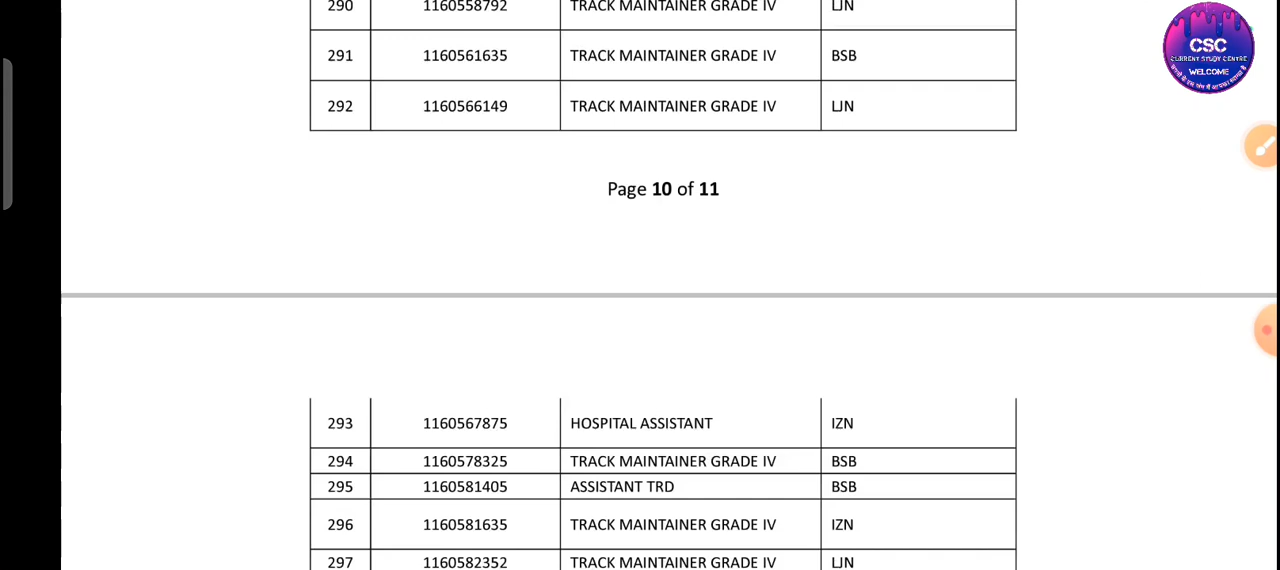 290 1160558792 TRACK MAINTAINER GRADE IV LJN
CSC
CURRENT STUDY CENTRE
WELCOME
291 1160561635 TRACK MAINTAINER GRADE IV BSB
292 1160566149 TRACK MAINTAINER GRADE IV LJN
Page 10 of 11
293 1160567875 HOSPITAL ASSISTANT IZN
294 1160578325 TRACK MAINTAINER GRADE IV BSB
295 1160581405 ASSISTANT TRD BSB
296 1160581635 TRACK MAINTAINER GRADE IV IZN
297 1160582352 TRACK MAINTAINER GRADE IV LJN